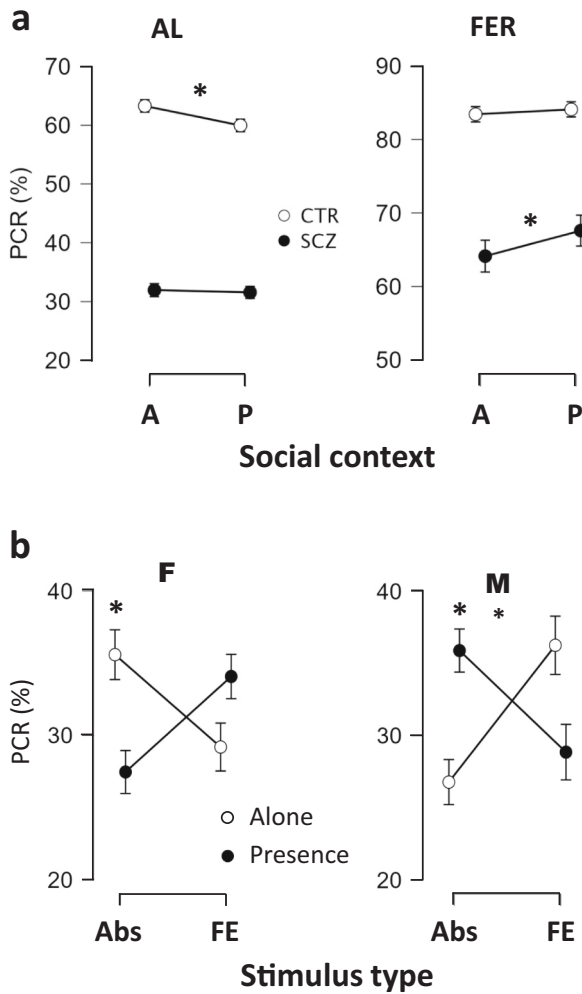 a
AL
FER
70
60
50
40
30
20
PCR (%)
*
CTR
SCZ
90
80
70
60
50
*
A
P
A
P
Social context
b
F
M
40
30
20
PCR (%)
*
Alone
Presence
40
30
20
* *
Abs
FE
Abs
FE
Stimulus type